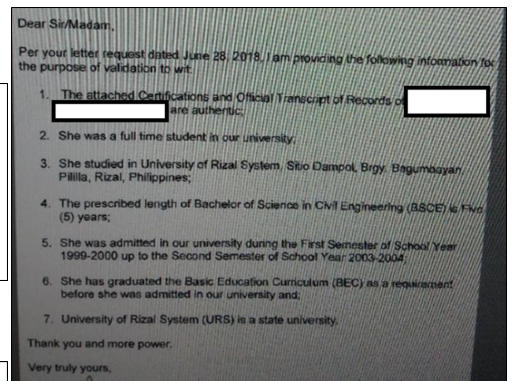 Dear Sir/Madam,
Per your letter request dated June 28, 2018, I am providing the following information for
the purpose of validation to wit:
1. The attached Certifications and Official Transcript of Records of
are authentic;
2. She was a full time student in our university;
3. She studied in University of Rizal System, Sitio Dampol, Brgy. Bagumbayan,
Pililla, Rizal, Philippines;
4. The prescribed length of Bachelor of Science in Civil Engineering (BSCE) is Five
(5) years;
5. She was admitted in our university during the First Semester of School Year
1999-2000 up to the Second Semester of School Year 2003-2004;
6. She has graduated the Basic Education Curriculum (BEC) as a requirement
before she was admitted in our university and;
7. University of Rizal System (URS) is a state university.
Thank you and more power.
Very truly yours,